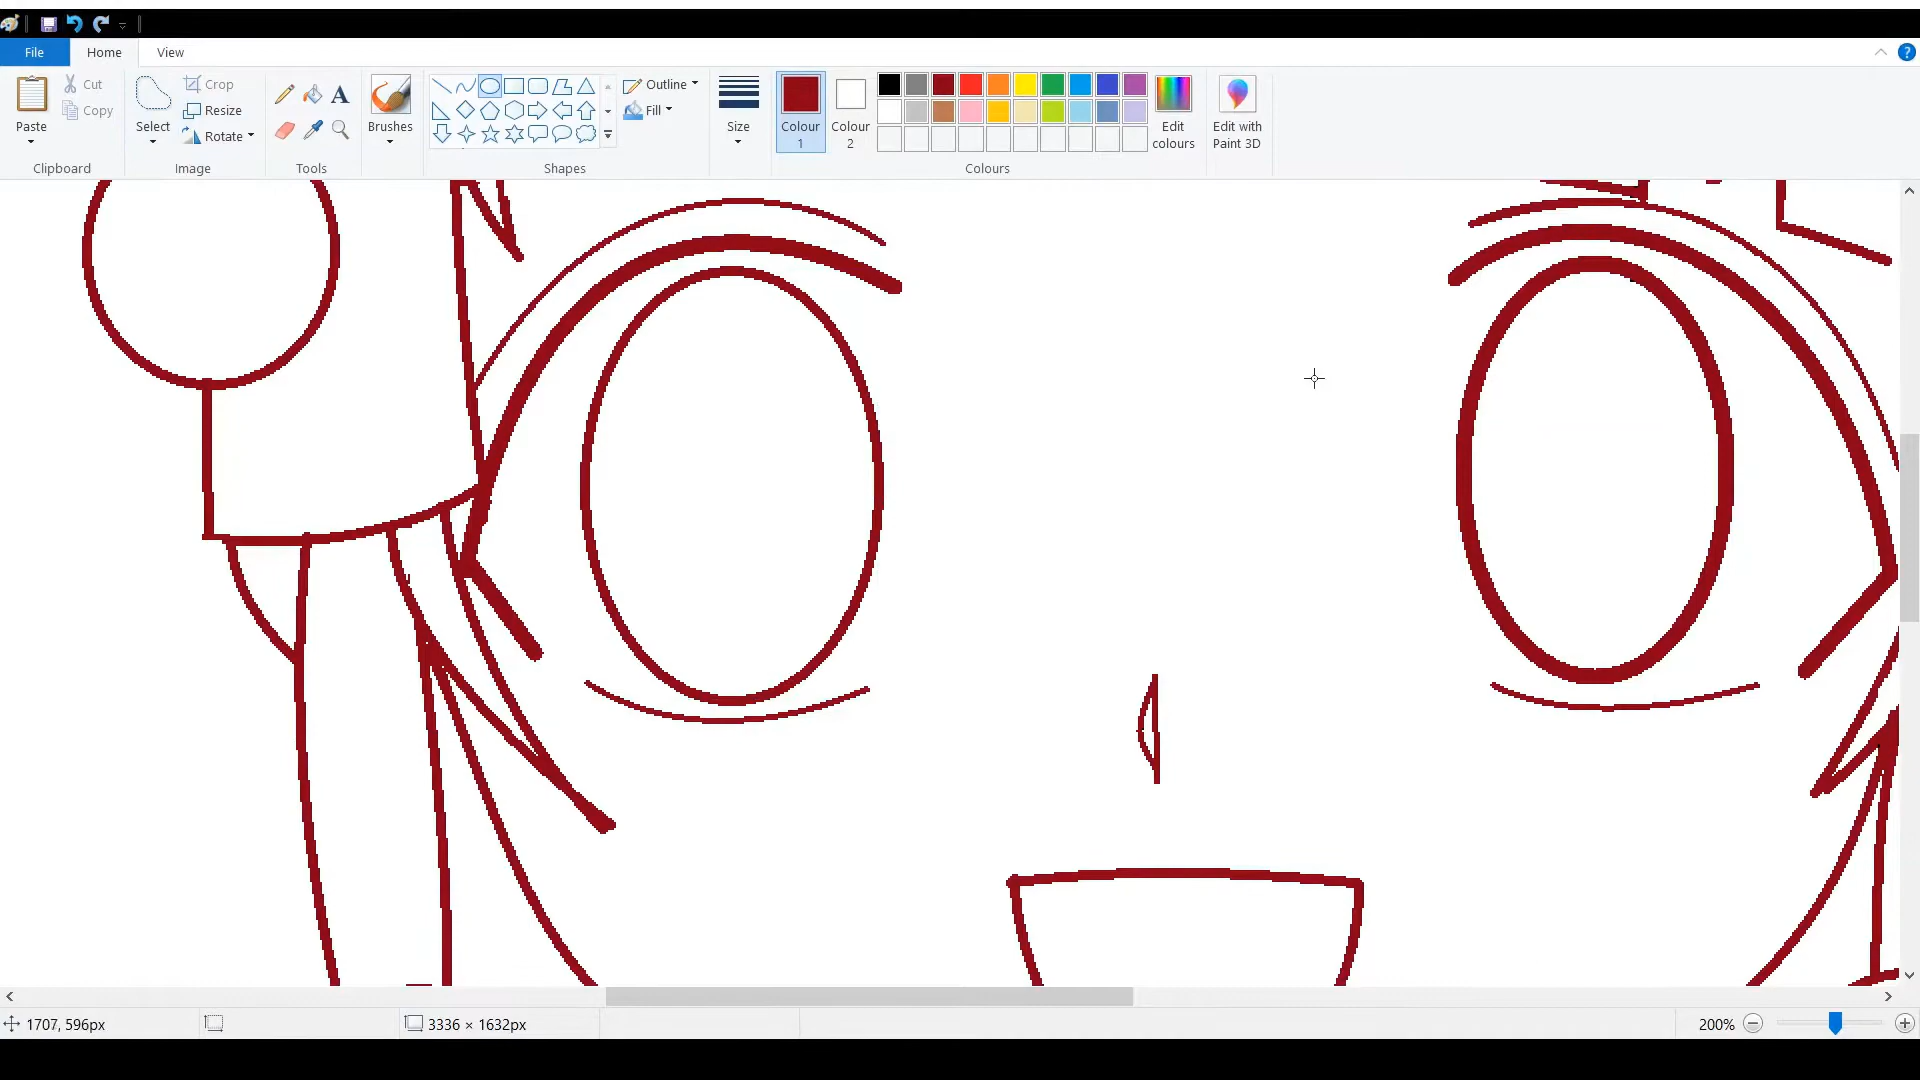 File Home View
Paste
Cut
Copy
Clipboard
Select
Crop
Resize
Rotate
Image
A
Tools
Brushes
Outline
Fill
Shapes
Size
Colour 1
Colour 2
Edit colours
Colours
Edit with Paint 3D
?
1707, 596px
3336 × 1632px
200%